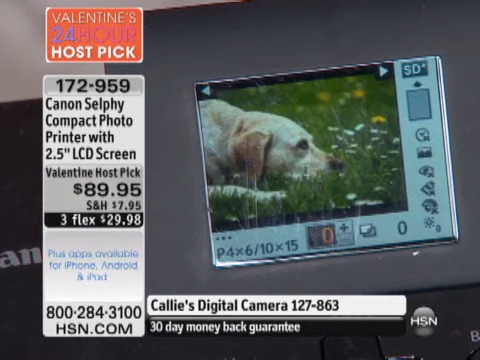 VALENTINE'S
24HOUR
HOST PICK
172-959
Canon Selphy
Compact Photo
Printer with
2.5" LCD Screen
Valentine Host Pick
$89.95
S&H $7.95
3 flex $29.98
Plus apps available
for iPhone, Android
& iPad
800-284-3100
HSN.COM
SD
P4×6/10×15
0
0
Callie's Digital Camera 127-863
30 day money back guarantee
HSN